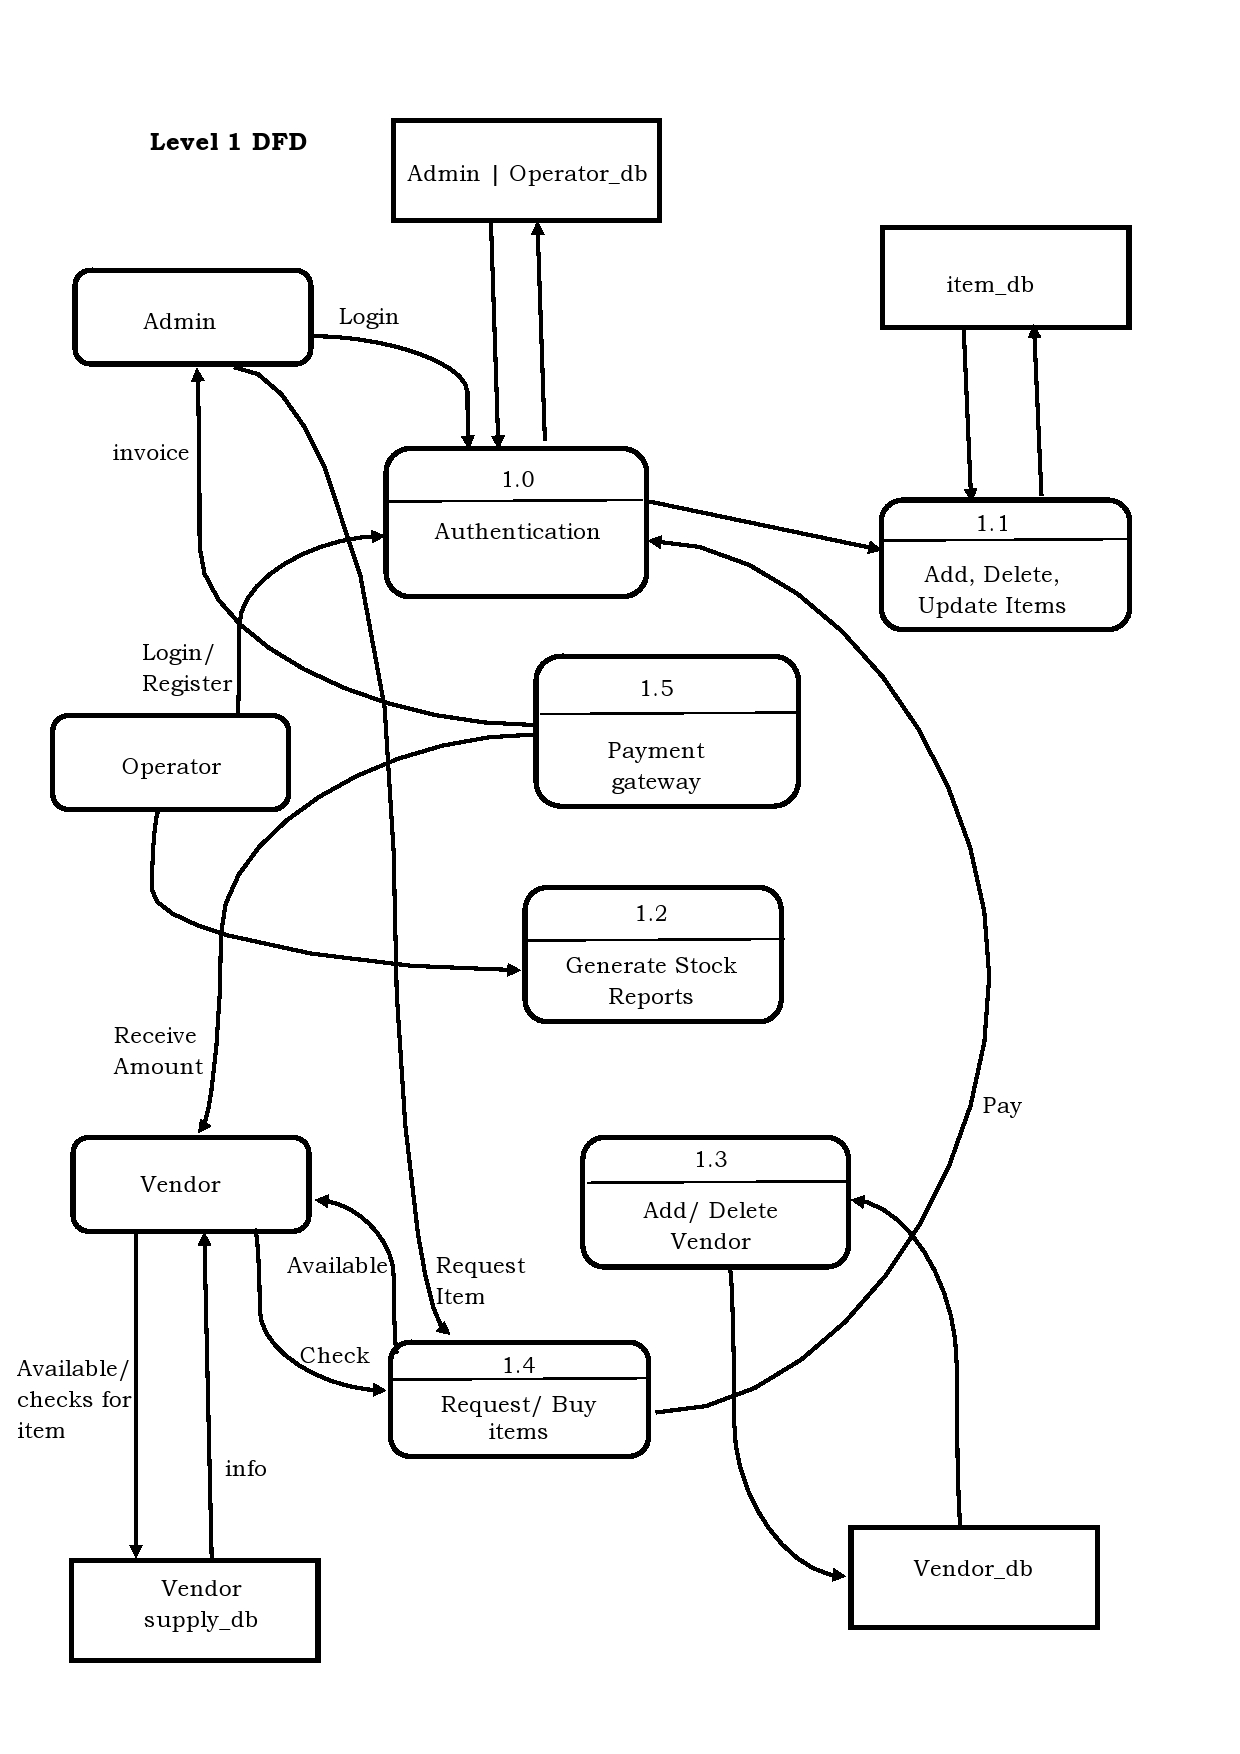 Level 1 DFD
Admin | Operator_db
item_db
Admin
Login
invoice
1.0
Authentication
1.1
Add, Delete,
Update Items
Login/
Register
1.5
Payment
gateway
Operator
1.2
Generate Stock
Reports
Receive
Amount
Pay
Vendor
1.3
Add/ Delete
Vendor
Available
Request
Item
Check
1.4
Request/ Buy
items
Available/
checks for
item
info
Vendor
supply_db
Vendor_db